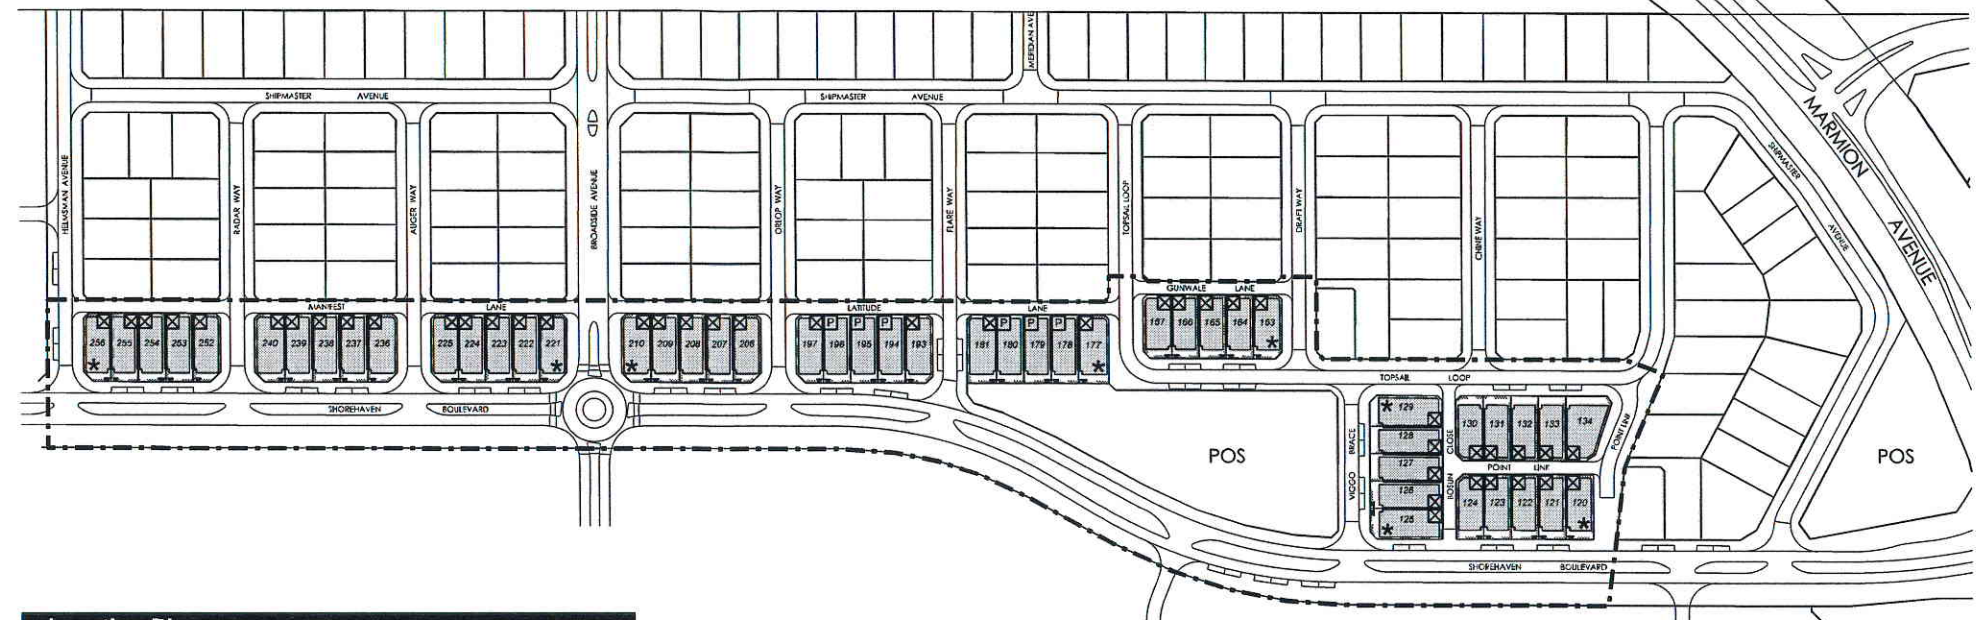 MERIDIAN AVE
SHIPMASTER AVENUE
SHIPMASTER AVENUE
MARMION AVENUE
SHIPMASTER AVENUE
HELMSMAN AVENUE
RADAR WAY
AUGER WAY
BROADSIDE AVENUE
ORLOP WAY
FLARE WAY
TOPSAIL LOOP
DRAFT WAY
CHINE WAY
GUNWALE LANE
MANIFEST LANE
LATITUDE LANE
167 166 165 164 163 *
256 255 254 253 252 *
240 239 238 237 236
225 224 223 222 221 *
210 209 208 207 206 *
197 196 195 194 193
P P P
181 180 179 178 177 *
P P P
TOPSAIL LOOP
SHOREHAVEN BOULEVARD
* 129
128
127
126
125 *
130 131 132 133 134
POINT LINE
POINT LINE
124 123 122 121 120 *
VIGGO BRACE
BOSUN CLOSE
POS
POS
SHOREHAVEN BOULEVARD